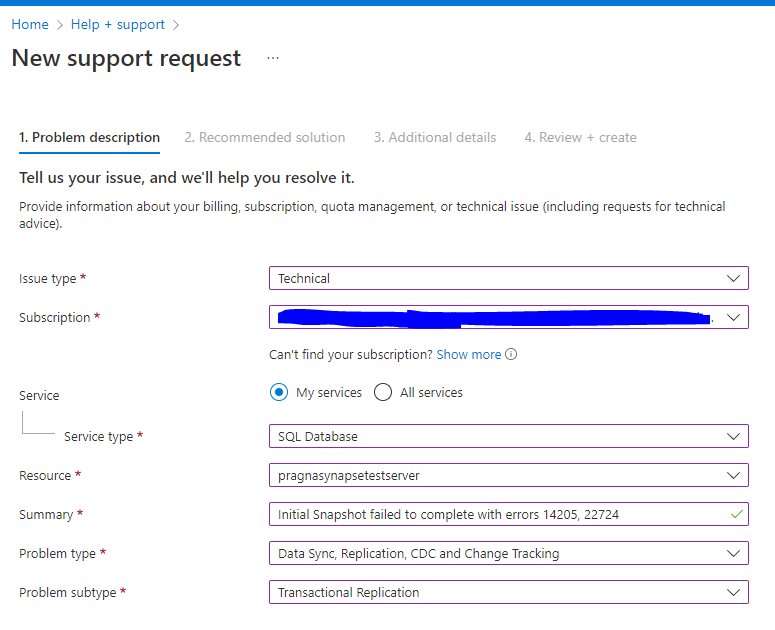 Home > Help + support >
New support request ...
1. Problem description 2. Recommended solution 3. Additional details 4. Review + create
Tell us your issue, and we'll help you resolve it.
Provide information about your billing, subscription, quota management, or technical issue (including requests for technical
advice).
Issue type * Technical
Subscription *
Can't find your subscription? Show more
Service My services All services
Service type * SQL Database
Resource * pragnasynapsetestserver
Summary * Initial Snapshot failed to complete with errors 14205, 22724
Problem type * Data Sync, Replication, CDC and Change Tracking
Problem subtype * Transactional Replication